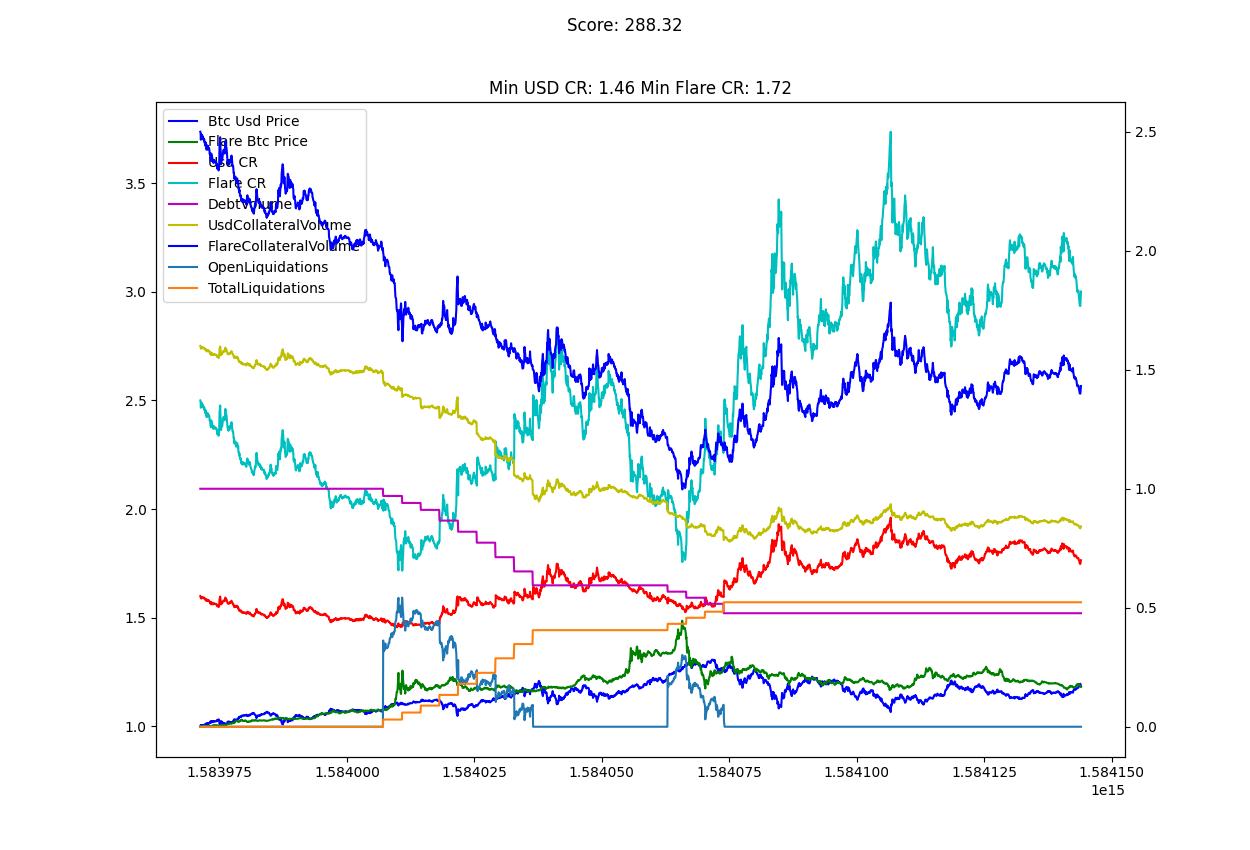 Score: 288.32
Min USD CR: 1.46 Min Flare CR: 1.72
Btc Usd Price
Flare Btc Price
Usd CR
Flare CR
DebtVolume
UsdCollateralVolume
FlareCollateralVolume
OpenLiquidations
TotalLiquidations
3.5
3.0
2.5
2.0
1.5
1.0
2.5
2.0
1.5
1.0
0.5
0.0
1.583975 1.584000 1.584025 1.584050 1.584075 1.584100 1.584125 1.584150
1e15